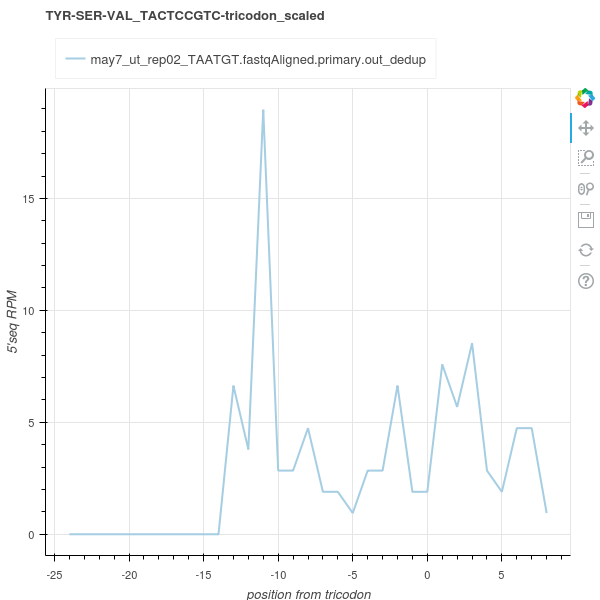 TYR-SER-VAL_TACTCCGTC-tricodon_scaled
may7_ut_rep02_TAATGT.fastqAligned.primary.out_dedup
15
10
5
0
5'seq RPM
-25 -20 -15 -10 -5 0 5
position from tricodon